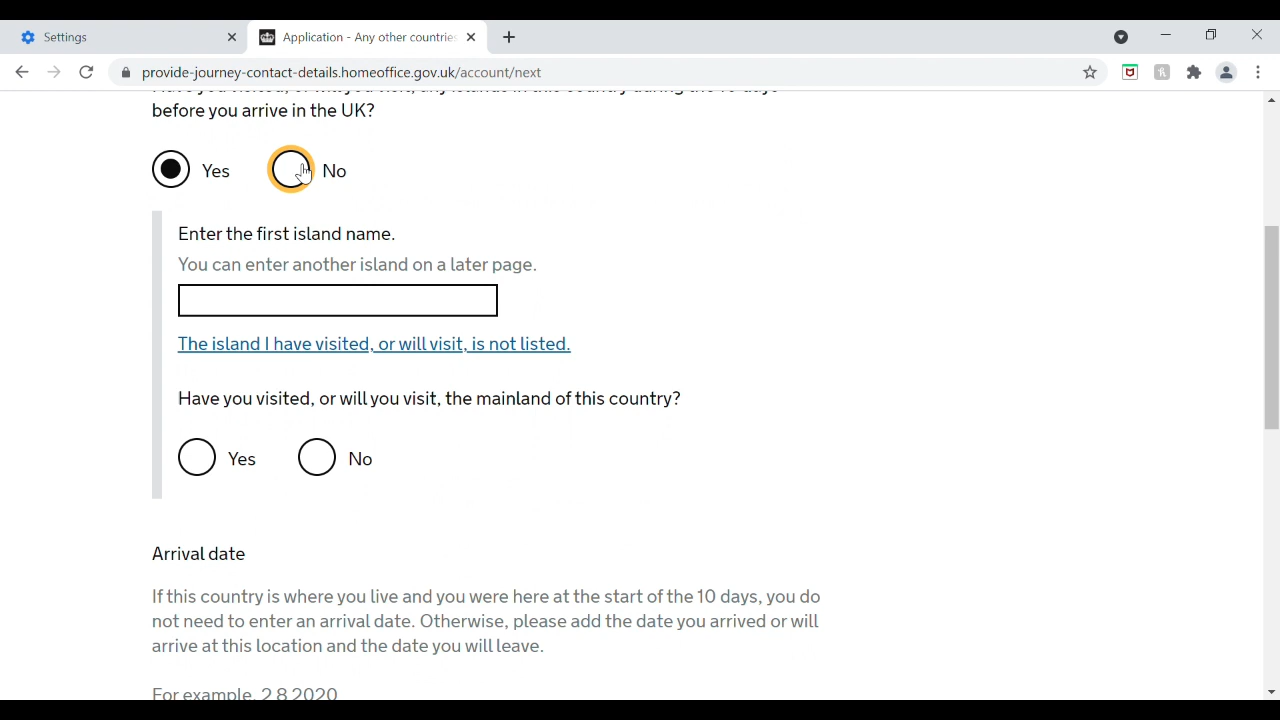 Settings
Application - Any other countries
provide-journey-contact-details.homeoffice.gov.uk/account/next
before you arrive in the UK?
Yes
No
Enter the first island name.
You can enter another island on a later page.
The island I have visited, or will visit, is not listed.
Have you visited, or will you visit, the mainland of this country?
Yes
No
Arrival date
If this country is where you live and you were here at the start of the 10 days, you do
not need to enter an arrival date. Otherwise, please add the date you arrived or will
arrive at this location and the date you will leave.
For example, 2 8 2020